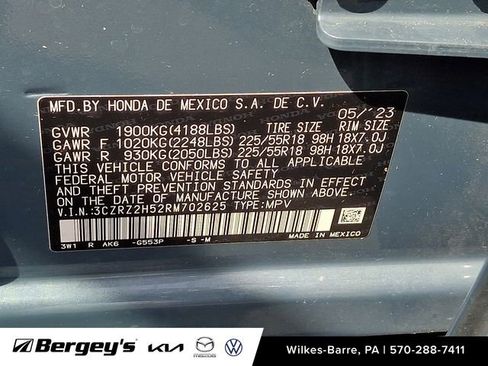 MFD.BY HONDA DE MEXICO S.A. DE C.V.
05/'23
GVWR 1900KG(4188LBS) TIRE SIZE RIM SIZE
GAWR F 1020KG(2248LBS) 225/55R18 98H 18X7.0J
GAWR R 930KG(2050LBS) 225/55R18 98H 18X7.0J
THIS VEHICLE CONFORMS TO ALL APPLICABLE
FEDERAL MOTOR VEHICLE SAFETY
AND THEFT PREVENTION STANDARDS IN EFFECT
ON THE DATE OF MANUFACTURE SHOWN ABOVE.
V.I.N.:3CZRZ2H52RM702625 TYPE:MPV
3W1 R AK6 -G553P -S -M
MADE IN MEXICO
Bergey's KIA mazda
Wilkes-Barre, PA | 570-288-7411